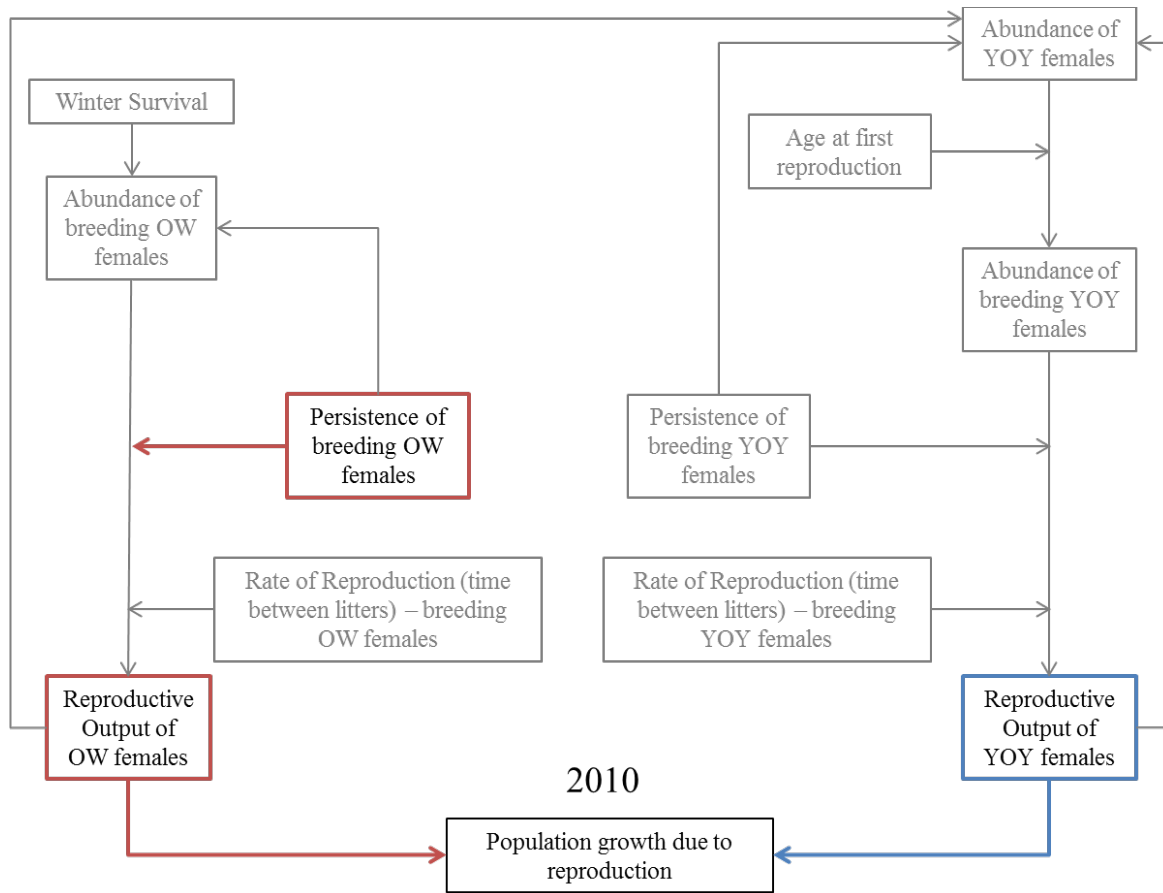 Abundance of
YOY females
Winter Survival
Age at first
reproduction
Abundance of
breeding OW
females
Abundance of
breeding YOY
females
Persistence of
breeding OW
females
Persistence of
breeding YOY
females
Rate of Reproduction (time
between litters) – breeding
OW females
Rate of Reproduction (time
between litters) – breeding
YOY females
Reproductive
Output of
OW females
Reproductive
Output of
YOY females
2010
Population growth due to
reproduction